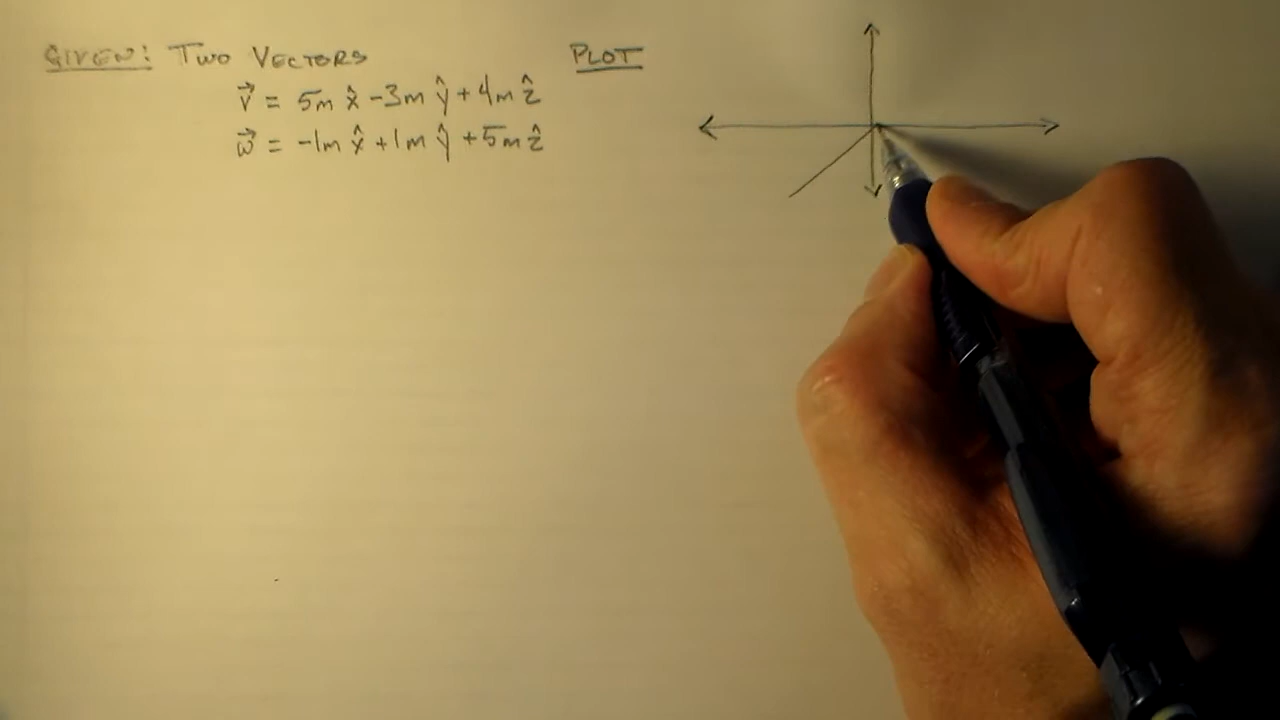 GIVEN: TWO VECTORS
v⃗ = 5m x̂ -3m ŷ + 4m ẑ
w⃗ = -1m x̂ +1m ŷ +5m ẑ
PLOT